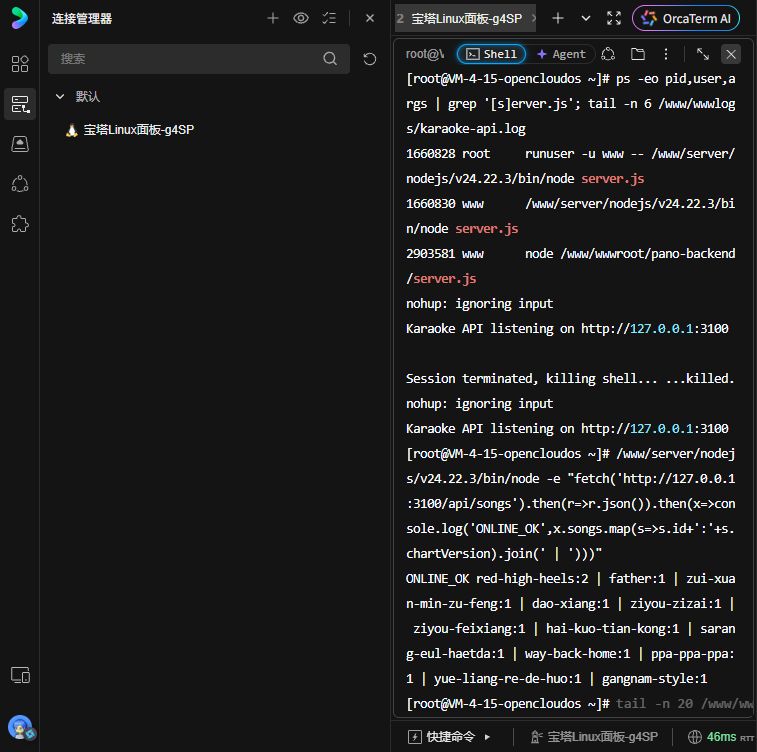 连接管理器
搜索
默认
宝塔Linux面板-g4SP
2 宝塔Linux面板-g4SP
OrcaTerm AI
root@\
Shell
Agent
[root@VM-4-15-opencloudos ~]# ps -eo pid,user,a
rgs | grep '[s]erver.js'; tail -n 6 /www/wwwlog
s/karaoke-api.log
1660828 root     runuser -u www -- /www/server/
nodejs/v24.22.3/bin/node server.js
1660830 www      /www/server/nodejs/v24.22.3/bi
n/node server.js
2903581 www      node /www/wwwroot/pano-backend
/server.js
nohup: ignoring input
Karaoke API listening on http://127.0.0.1:3100
Session terminated, killing shell... ...killed.
nohup: ignoring input
Karaoke API listening on http://127.0.0.1:3100
[root@VM-4-15-opencloudos ~]# /www/server/nodej
s/v24.22.3/bin/node -e "fetch('http://127.0.0.1
:3100/api/songs').then(r=>r.json()).then(x=>con
sole.log('ONLINE_OK',x.songs.map(s=>s.id+':'+s.
chartVersion).join(' | ')))"
ONLINE_OK red-high-heels:2 | father:1 | zui-xua
n-min-zu-feng:1 | dao-xiang:1 | ziyou-zizai:1 |
 ziyou-feixiang:1 | hai-kuo-tian-kong:1 | saran
g-eul-haetda:1 | way-back-home:1 | ppa-ppa-ppa:
1 | yue-liang-re-de-huo:1 | gangnam-style:1
[root@VM-4-15-opencloudos ~]# tail -n 20 /www/ww
快捷命令
宝塔Linux面板-g4SP
46ms RTT